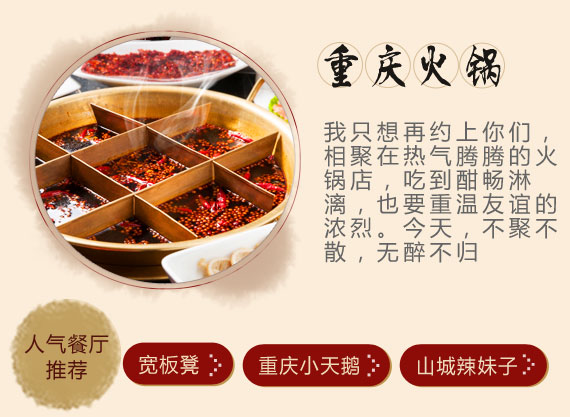 重庆火锅
我只想再约上你们，
相聚在热气腾腾的火
锅店，吃到酣畅淋
漓，也要重温友谊的
浓烈。今天，不聚不
散，无醉不归
人气餐厅
推荐
宽板凳
重庆小天鹅
山城辣妹子